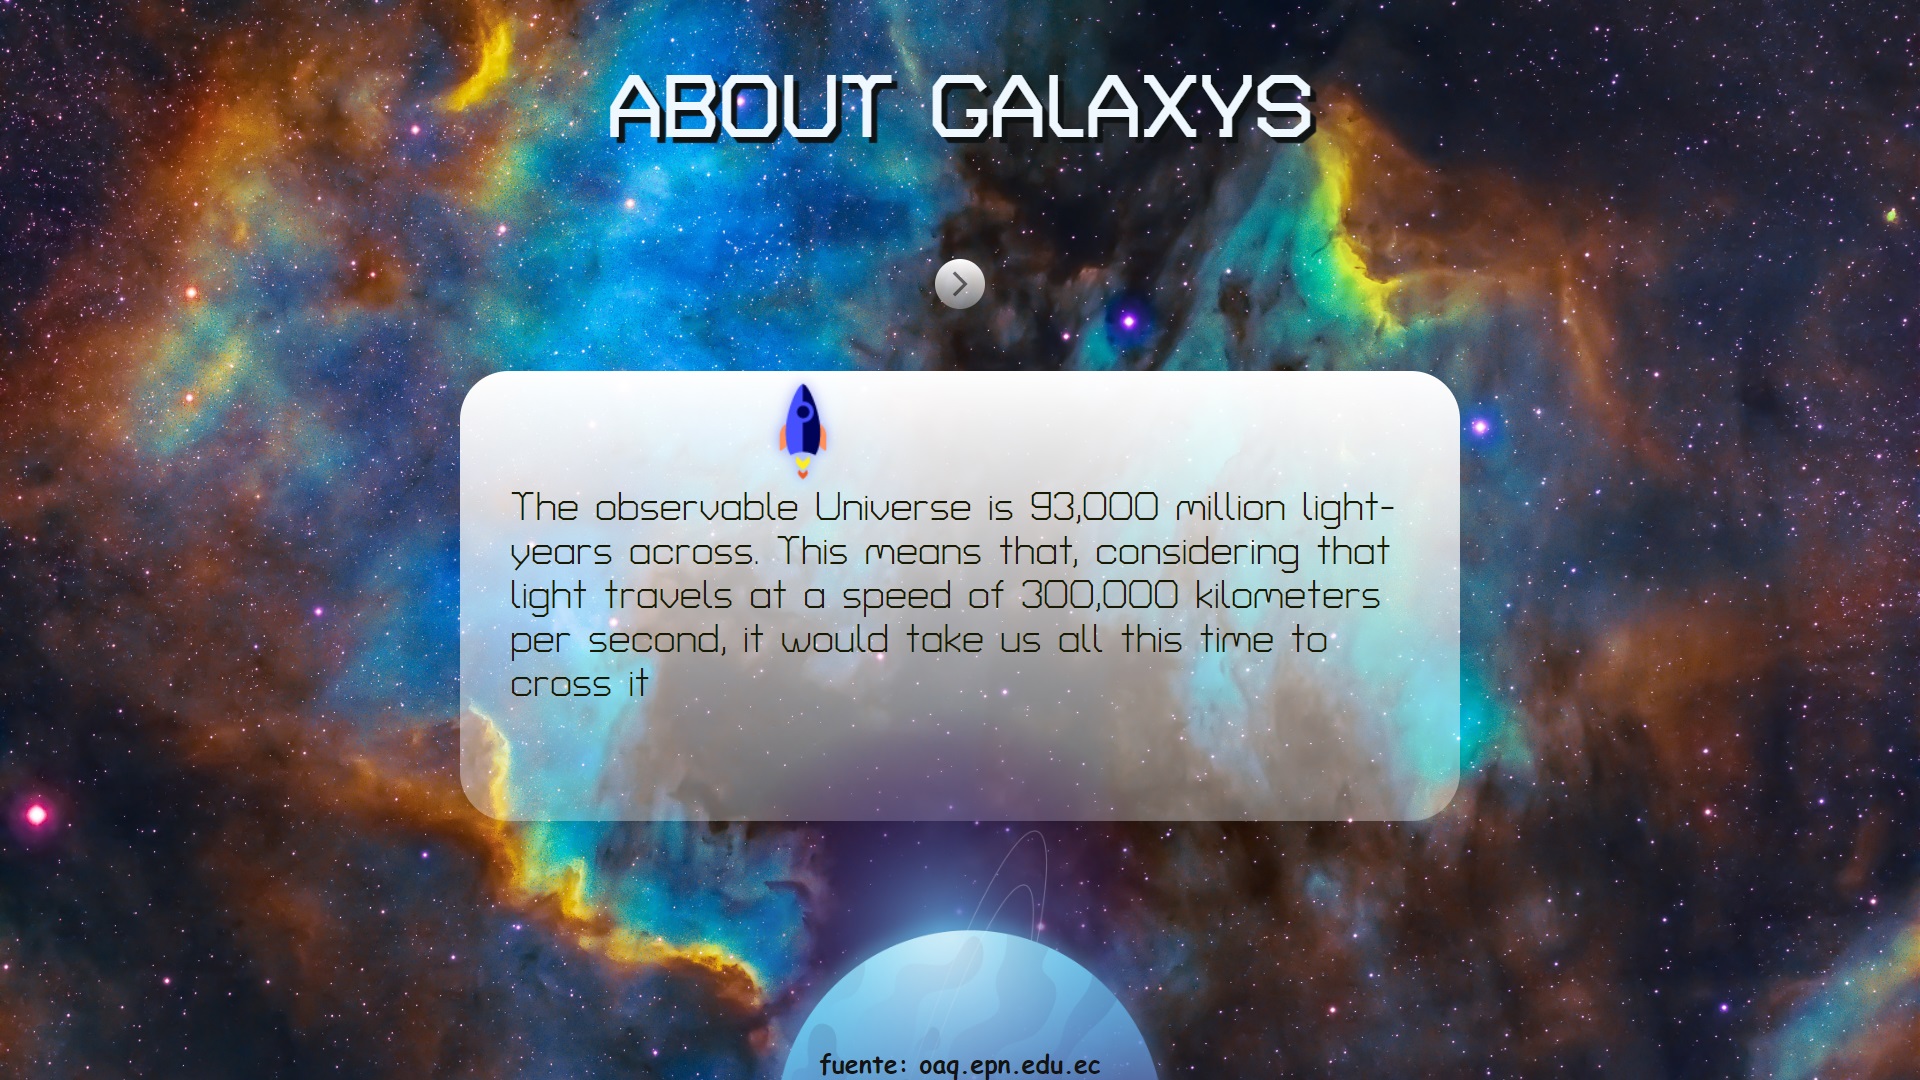 ABOUT GALAXYS
The observable Universe is 93,000 million light-
years across. This means that, considering that
light travels at a speed of 300,000 kilometers
per second, it would take us all this time to
cross it
fuente: oaq.epn.edu.ec